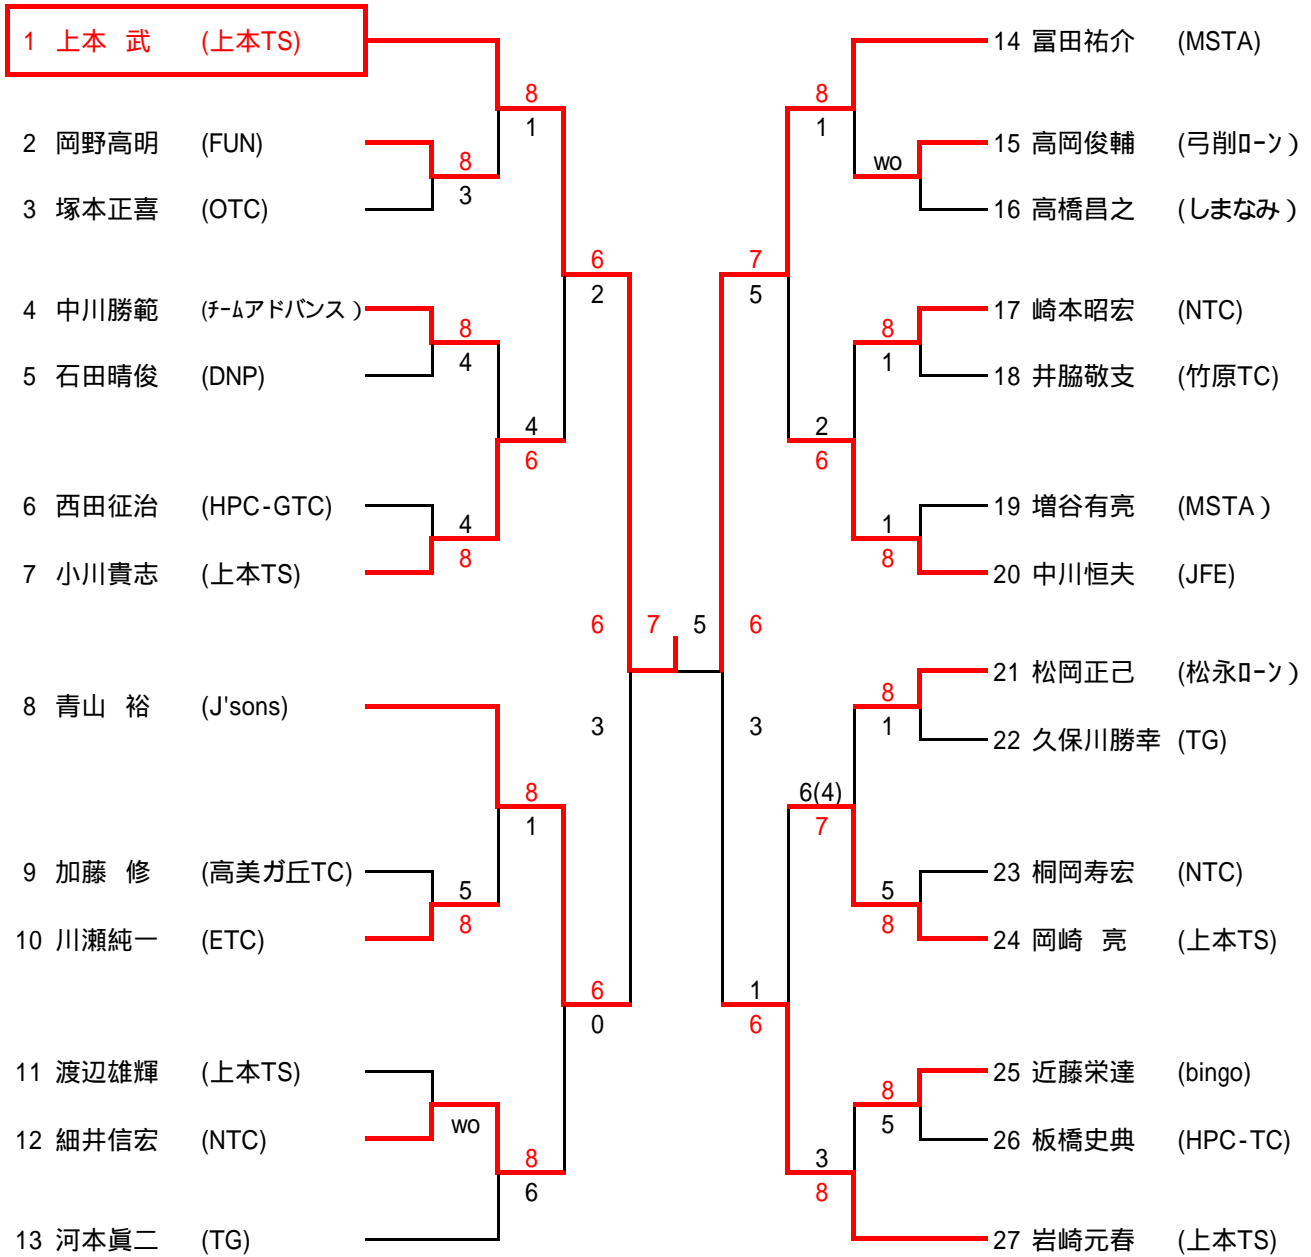 1 上本 武 (上本TS)
2 岡野高明 (FUN)
3 塚本正喜 (OTC)
4 中川勝範 (ﾁｰﾑアドバンス)
5 石田晴俊 (DNP)
6 西田征治 (HPC-GTC)
7 小川貴志 (上本TS)
8 青山 裕 (J'sons)
9 加藤 修 (高美ガ丘TC)
10 川瀬純一 (ETC)
11 渡辺雄輝 (上本TS)
12 細井信宏 (NTC)
13 河本眞二 (TG)
8
1
8
3
6
2
8
4
4
6
4
8
6
7
5
6
3
3
8
1
5
8
6
0
wo
8
6
8
1
wo
7
5
8
1
2
6
1
8
8
1
6(4)
7
5
8
1
6
8
5
3
8
14 冨田祐介 (MSTA)
15 高岡俊輔 (弓削ﾛｰン)
16 高橋昌之 (しまなみ)
17 崎本昭宏 (NTC)
18 井脇敬支 (竹原TC)
19 増谷有亮 (MSTA)
20 中川恒夫 (JFE)
21 松岡正己 (松永ﾛｰン)
22 久保川勝幸 (TG)
23 桐岡寿宏 (NTC)
24 岡崎 亮 (上本TS)
25 近藤栄達 (bingo)
26 板橋史典 (HPC-TC)
27 岩崎元春 (上本TS)